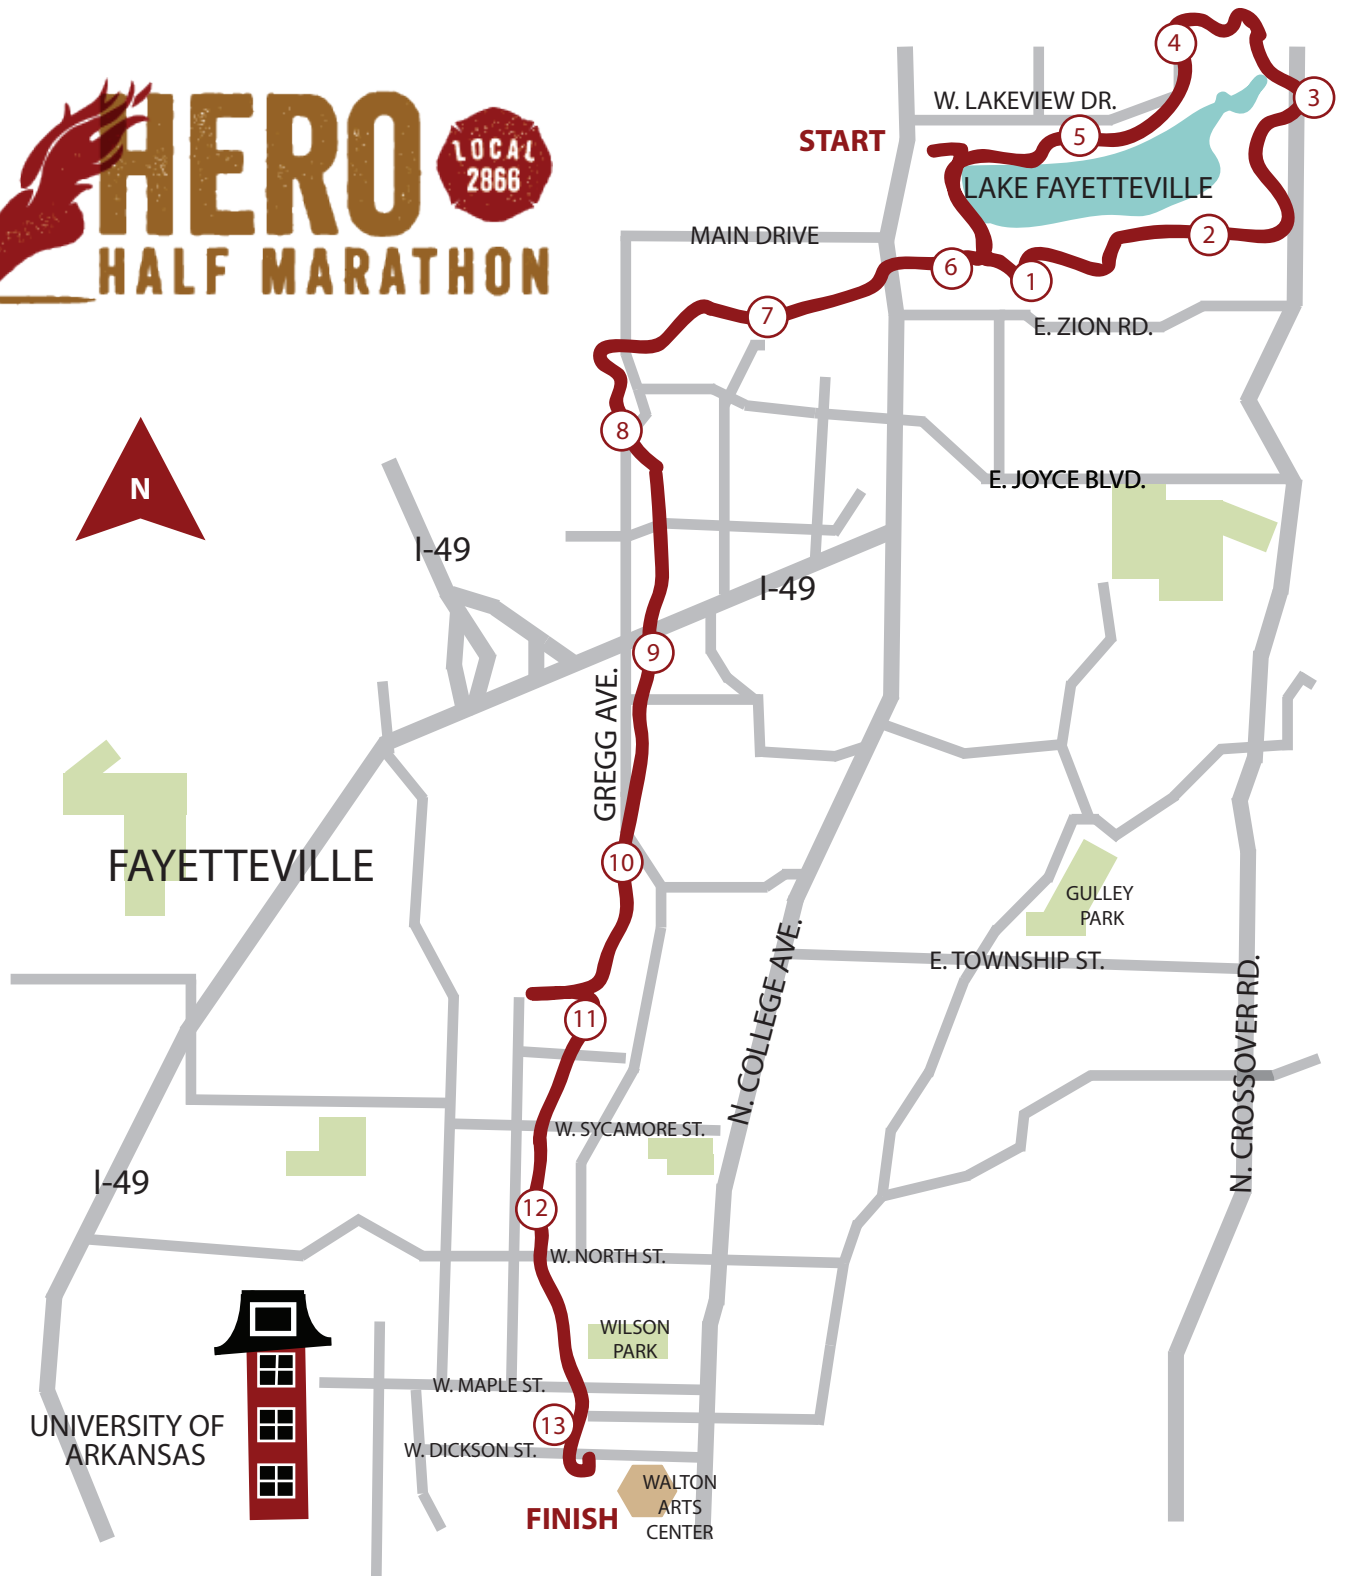 HERO
LOCAL
2866
HALF MARATHON
START
W. LAKEVIEW DR.
4
3
5
LAKE FAYETTEVILLE
MAIN DRIVE
2
6
1
7
E. ZION RD.
8
N
E. JOYCE BLVD.
I-49
I-49
9
GREGG AVE.
10
FAYETTEVILLE
GULLEY
PARK
E. TOWNSHIP ST.
N. COLLEGE AVE.
N. CROSSOVER RD.
11
W. SYCAMORE ST.
I-49
12
W. NORTH ST.
WILSON
PARK
W. MAPLE ST.
UNIVERSITY OF
ARKANSAS
13
W. DICKSON ST.
WALTON
ARTS
CENTER
FINISH